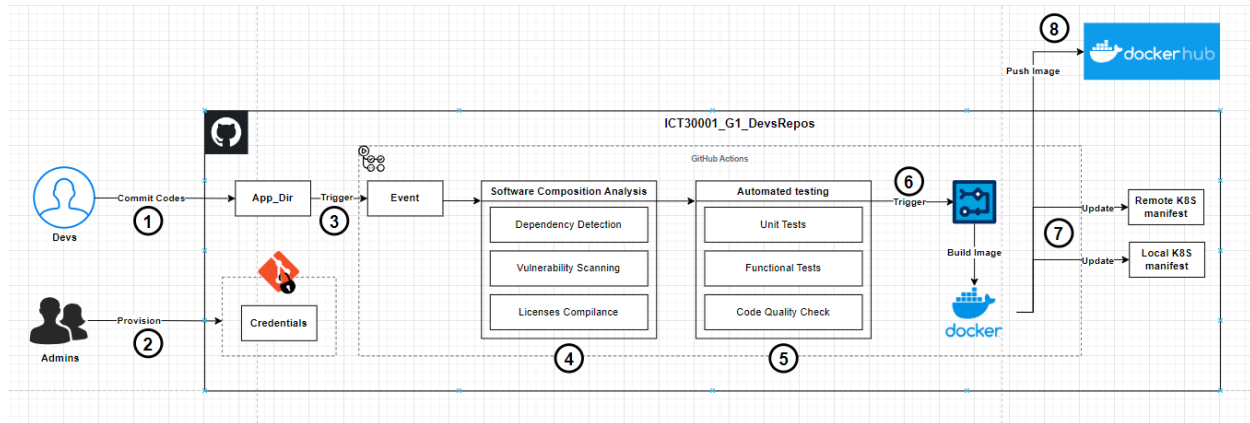 8
dockerhub
Push Image
ICT30001_G1_DevsRepos
GitHub Actions
6
Software Composition Analysis
Automated testing
Commit Codes
App_Dir
Trigger
Event
Trigger
Remote K8S
manifest
Update
1
3
Dependency Detection
Unit Tests
7
Devs
Build Image
Local K8S
manifest
Update
Vulnerability Scanning
Functional Tests
Provision
Credentials
Licenses Compilance
Code Quality Check
docker
2
Admins
4
5